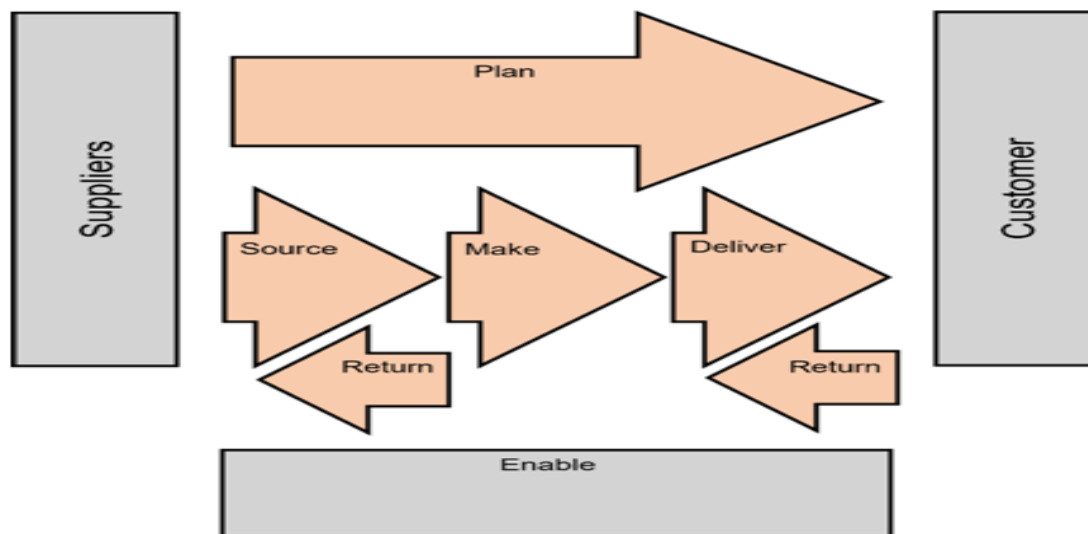 Plan
Suppliers
Customer
Source
Make
Deliver
Return
Return
Enable